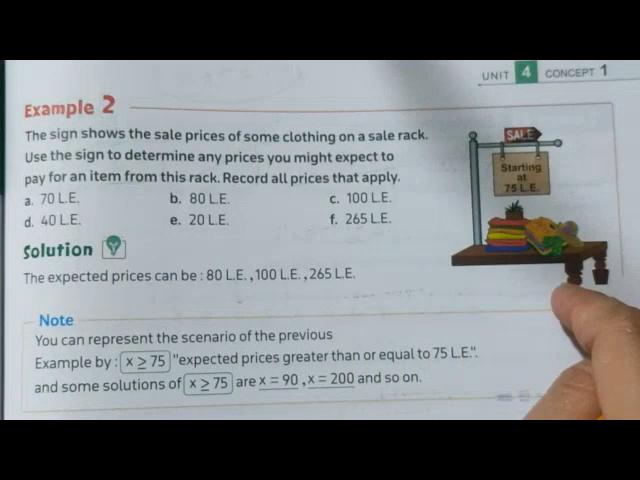 UNIT 4 CONCEPT 1
Example 2
The sign shows the sale prices of some clothing on a sale rack.
Use the sign to determine any prices you might expect to
pay for an item from this rack. Record all prices that apply.
a. 70 L.E. b. 80 L.E. c. 100 L.E.
d. 40 L.E. e. 20 L.E. f. 265 L.E.
SALE
Starting
at
75 L.E.
Solution
The expected prices can be : 80 L.E. , 100 L.E. , 265 L.E.
Note
You can represent the scenario of the previous
Example by : x ≥ 75 "expected prices greater than or equal to 75 L.E.".
and some solutions of x ≥ 75 are x = 90 , x = 200 and so on.